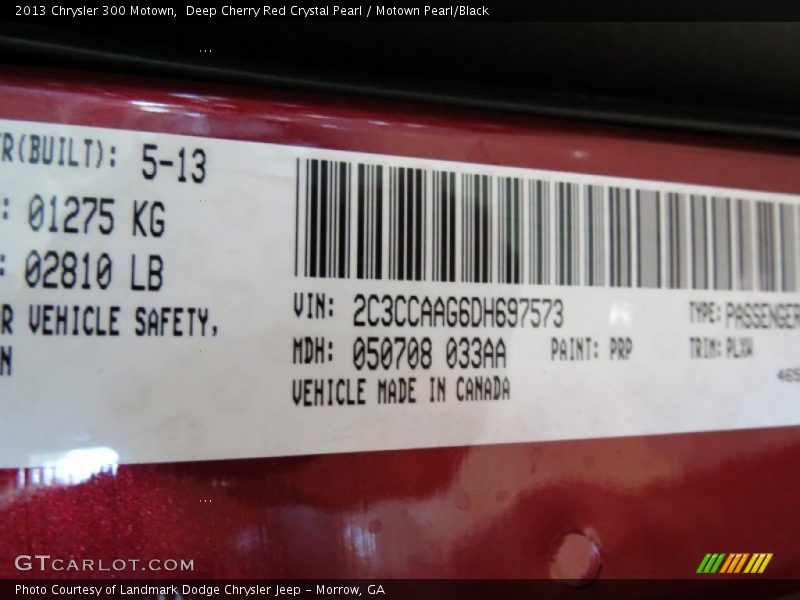 2013 Chrysler 300 Motown, Deep Cherry Red Crystal Pearl / Motown Pearl/Black
R(BUILT): 5-13
: 01275 KG
: 02810 LB
R VEHICLE SAFETY,
N
VIN: 2C3CCAAG6DH697573 TYPE: PASSENGER
MDH: 050708 033AA PAINT: PRP TRIM: PLXW
VEHICLE MADE IN CANADA
465
GTCARLOT.COM
Photo Courtesy of Landmark Dodge Chrysler Jeep - Morrow, GA